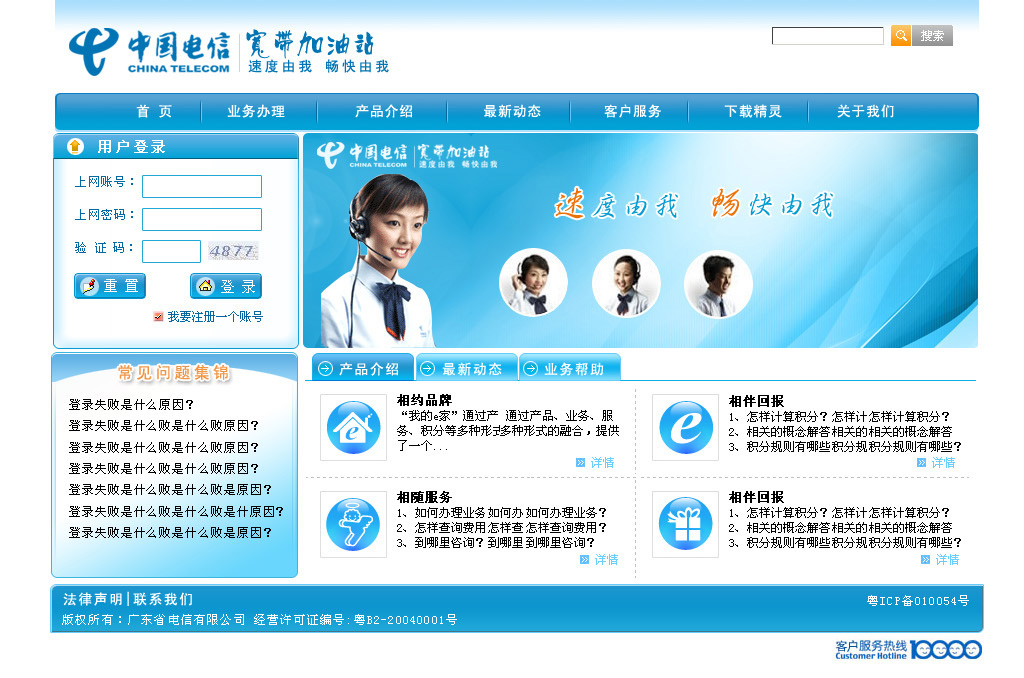 中国电信
CHINA TELECOM
宽带加油站
速度由我 畅快由我
搜索
首 页
业务办理
产品介绍
最新动态
客户服务
下载精灵
关于我们
用户登录
上网账号：
上网密码：
验 证 码：
4877
重 置
登 录
我要注册一个账号
中国电信
CHINA TELECOM
宽带加油站
速度由我 畅快由我
速度由我 畅快由我
常见问题集锦
登录失败是什么原因？
登录失败是什么败是什么败原因？
登录失败是什么败是什么败原因？
登录失败是什么败是什么败原因？
登录失败是什么败是什么败是原因？
登录失败是什么败是什么败是什原因？
登录失败是什么败是什么败是原因？
产品介绍
最新动态
业务帮助
相约品牌
“我的e家”通过产 通过产品、业务、服
务、积分等多种形式多种形式的融合，提供
了一个...
详情
相伴回报
1、怎样计算积分？怎样计怎样计算积分？
2、相关的概念解答相关的相关的概念解答
3、积分规则有哪些积分规积分规则有哪些？
详情
相随服务
1、如何办理业务如何办如何办理业务？
2、怎样查询费用怎样查怎样查询费用？
3、到哪里咨询？到哪里到哪里咨询？
详情
相伴回报
1、怎样计算积分？怎样计怎样计算积分？
2、相关的概念解答相关的相关的概念解答
3、积分规则有哪些积分规积分规则有哪些？
详情
法律声明|联系我们
版权所有：广东省电信有限公司 经营许可证编号：粤B2-20040001号
粤ICP备010054号
客户服务热线
Customer Hotline
10000